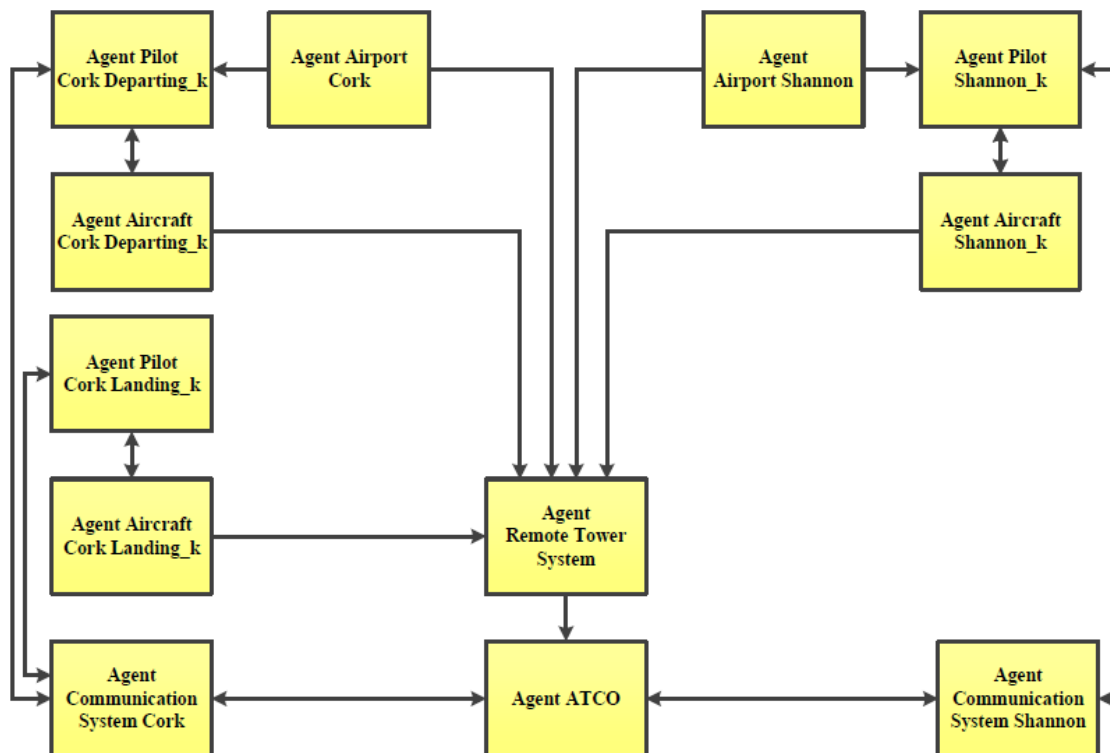 Agent Pilot
Cork Departing_k
Agent Airport
Cork
Agent
Airport Shannon
Agent Pilot
Shannon_k
Agent Aircraft
Cork Departing_k
Agent Aircraft
Shannon_k
Agent Pilot
Cork Landing_k
Agent Aircraft
Cork Landing_k
Agent
Remote Tower
System
Agent
Communication
System Cork
Agent ATCO
Agent
Communication
System Shannon